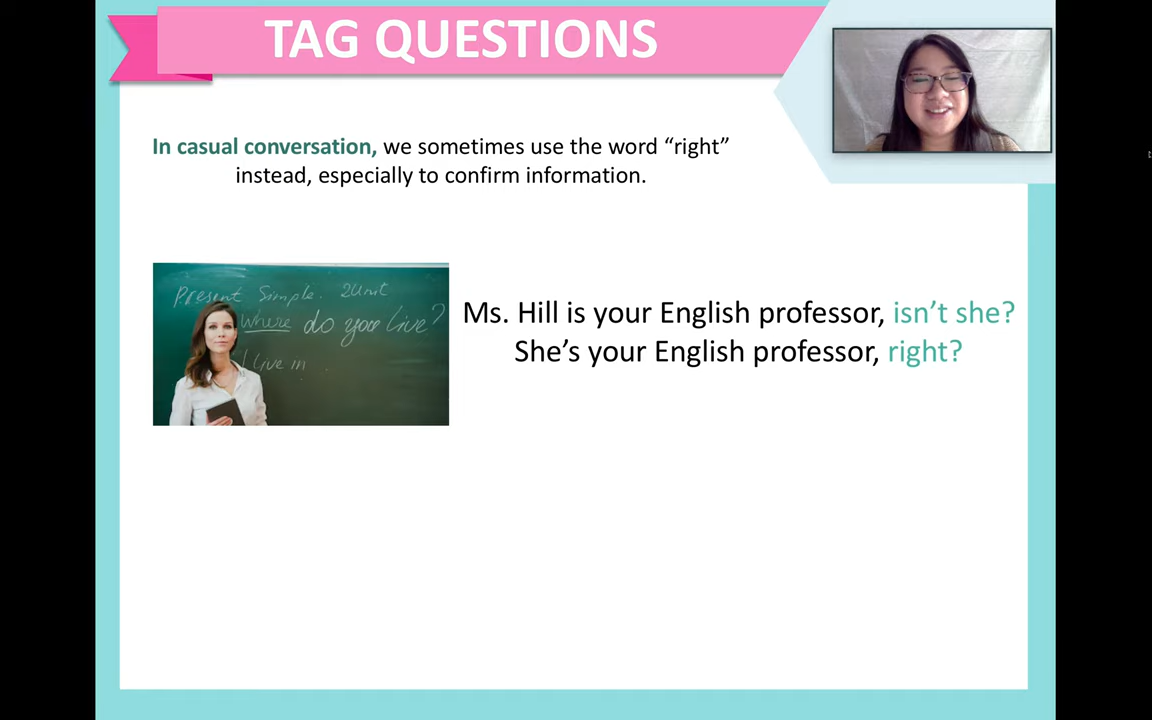 TAG QUESTIONS
In casual conversation, we sometimes use the word “right”
instead, especially to confirm information.
Present Simple. 2Unit
Where do you live?
I live in
Ms. Hill is your English professor, isn’t she?
She’s your English professor, right?